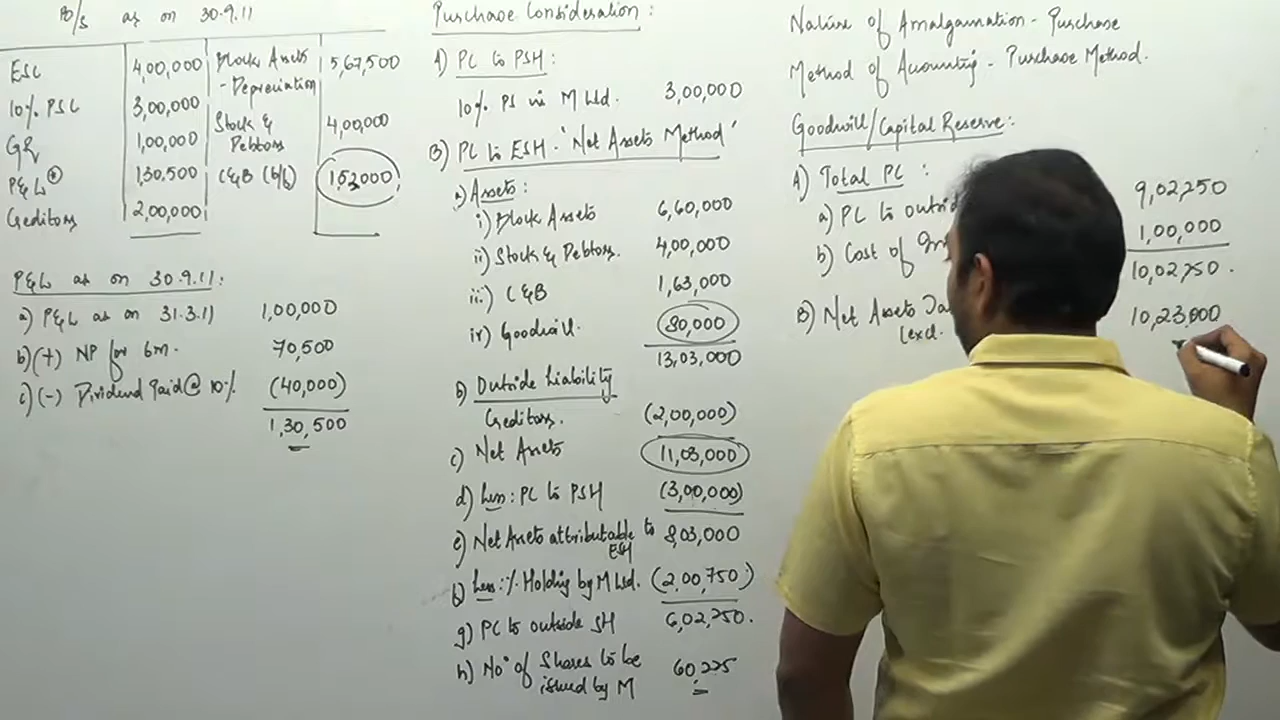 B/S as on 30.9.11
ESC 4,00,000 Block Assets 5,67,500
- Depreciation
10% PSC 3,00,000
Stock & 4,00,000
Debtors
GR 1,00,000
P&L* 1,30,500 C&B (b/f) 1,53,000
Creditors 2,00,000
P&L as on 30.9.11:
a) P&L as on 31.3.11 1,00,000
b) (+) NP for 6m. 70,500
c) (-) Dividend Paid @ 10% (40,000)
1,30,500
Purchase Consideration:
A) PC to PSH:
10% PS in M Ltd. 3,00,000
B) PC to ESH - 'Net Assets Method'
a) Assets:
i) Block Assets 6,60,000
ii) Stock & Debtors. 4,00,000
iii) C&B 1,63,000
iv) Goodwill. 80,000
13,03,000
b) Outside Liability
Creditors. (2,00,000)
c) Net Assets 11,03,000
d) Less: PC to PSH (3,00,000)
e) Net Assets attributable to 8,03,000
ESH
Less: % Holding by M Ltd. (2,00,750)
g) PC to outside SH 6,02,250.
h) No of Shares to be 60,225
issued by M
Nature of Amalgamation - Purchase
Method of Accounting - Purchase Method.
Goodwill/Capital Reserve:
A) Total PC:
a) PC to 9,02,250
b) Cost of 1,00,000
10,02,250.
B) Net Assets 10,23,000
(excl.